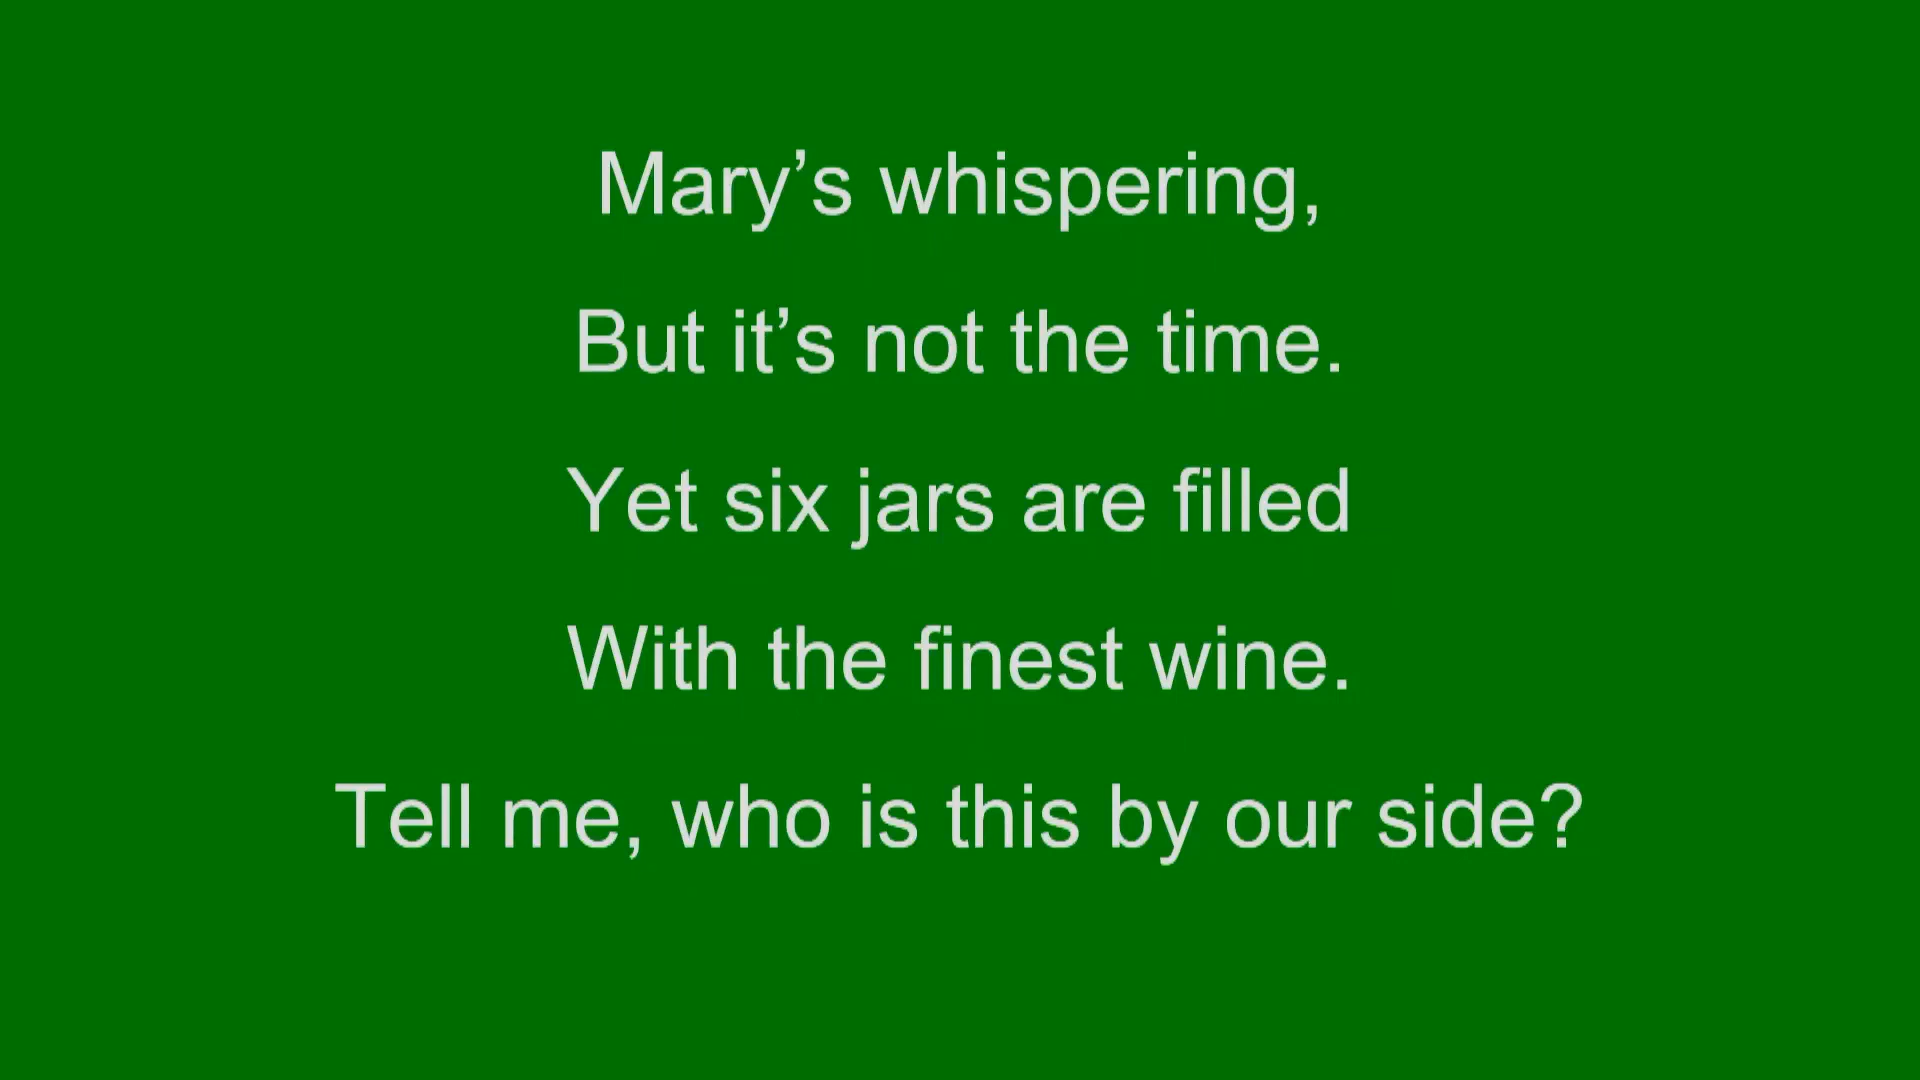 Mary’s whispering,
But it’s not the time.
Yet six jars are filled
With the finest wine.
Tell me, who is this by our side?